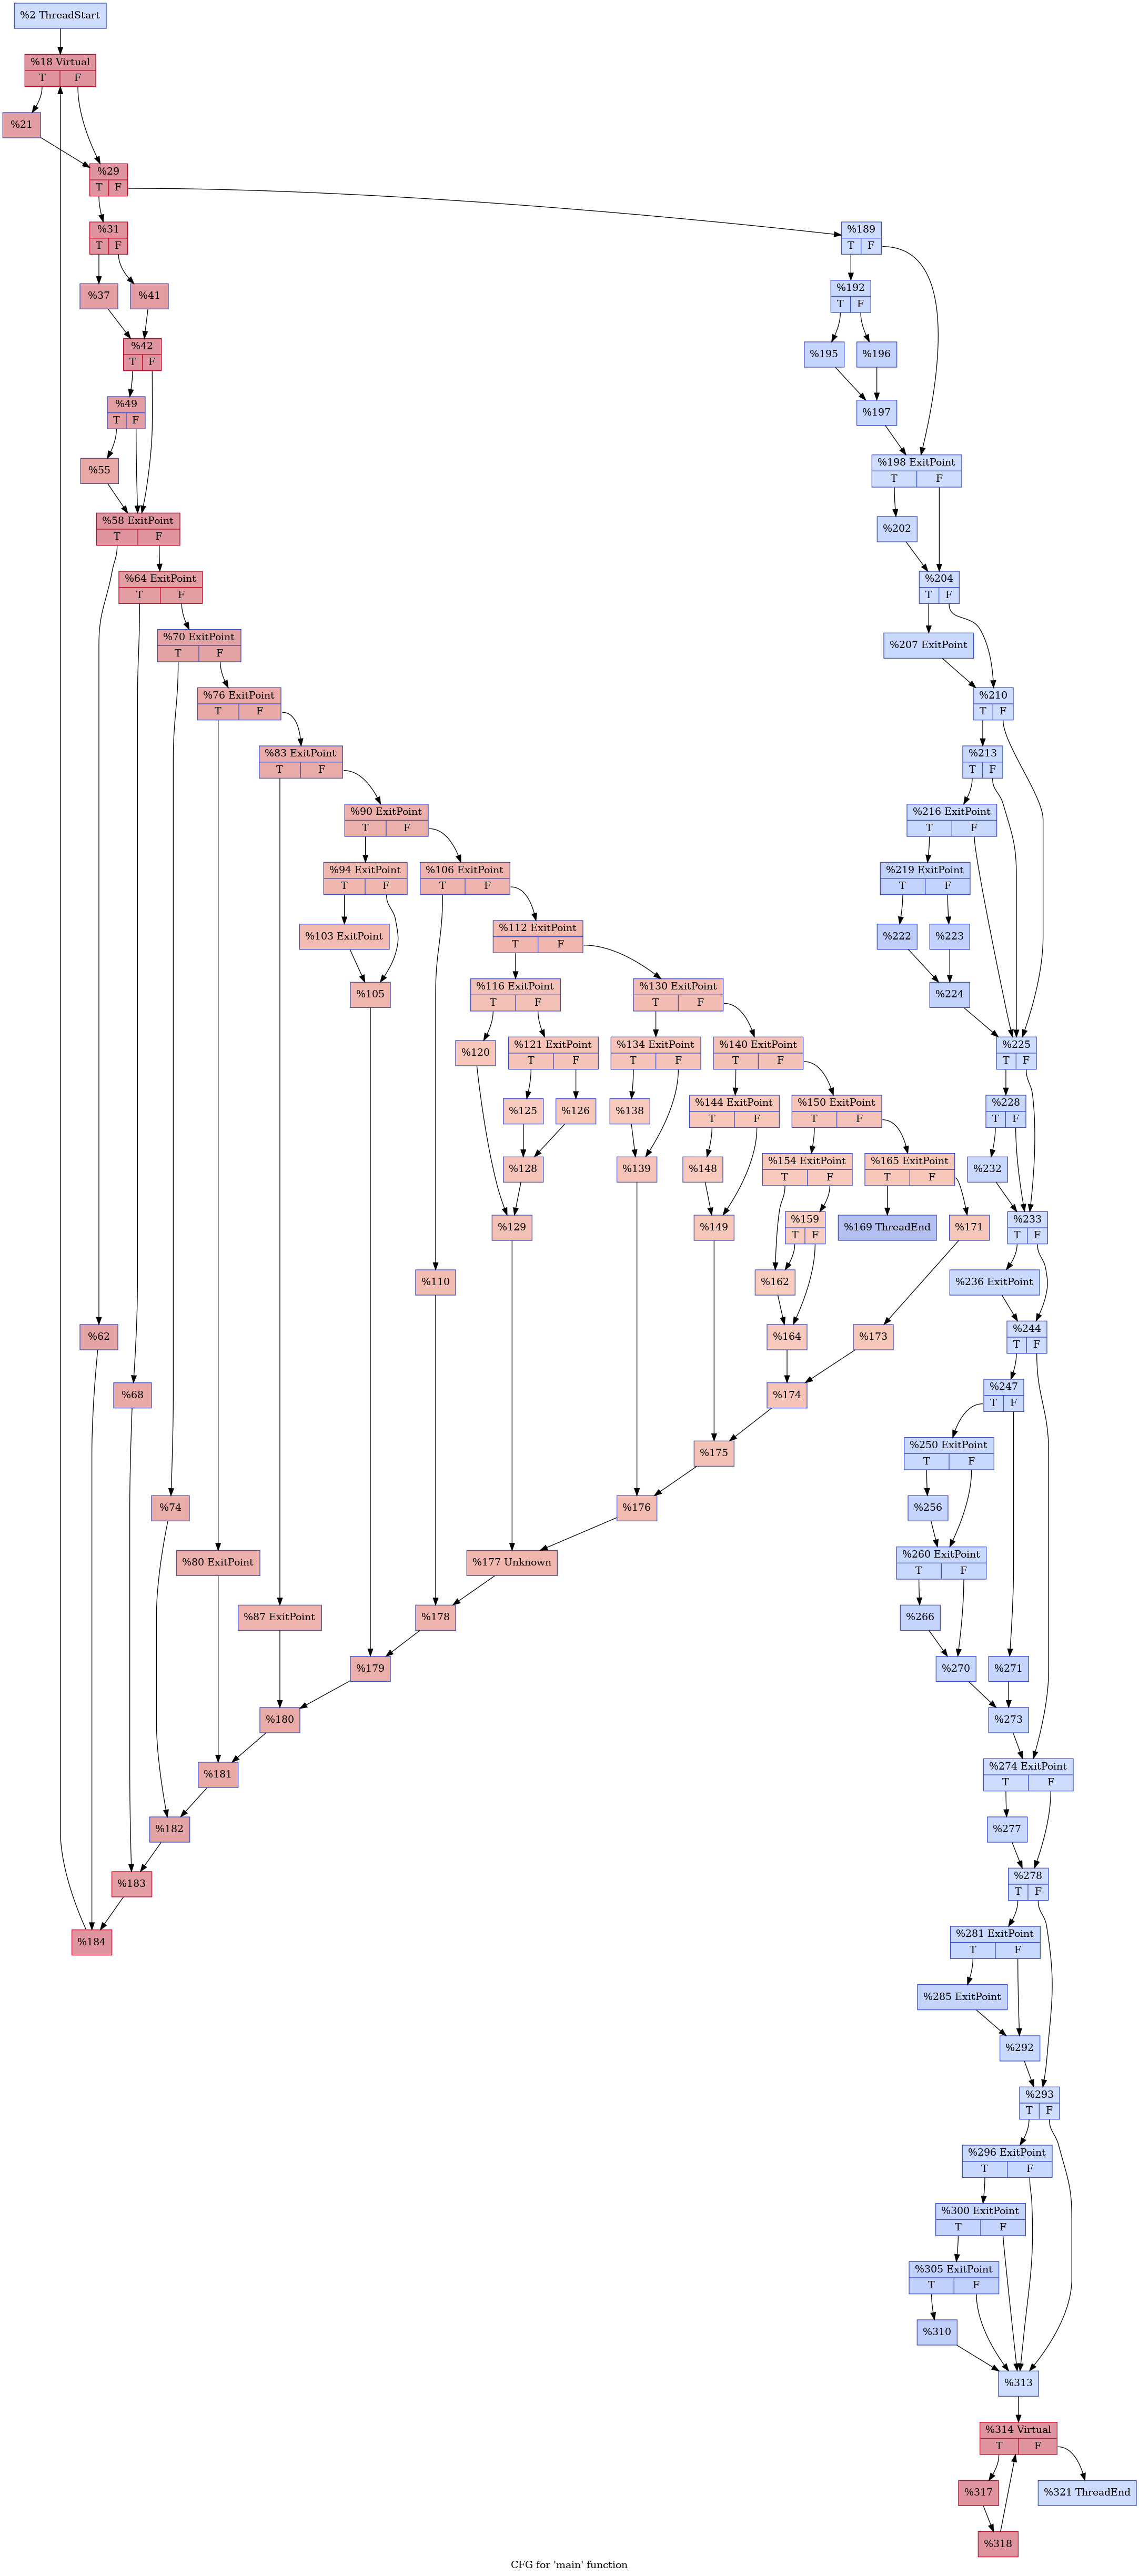 %2 ThreadStart
%18 Virtual
T F
%21
%29
T F
%31
T F
%189
T F
%37 %41
%192
T F
%42
T F
%195 %196
%49
T F
%197
%55
%198 ExitPoint
T F
%58 ExitPoint
T F
%202
%64 ExitPoint
T F
%204
T F
%70 ExitPoint
T F
%207 ExitPoint
%76 ExitPoint
T F
%210
T F
%83 ExitPoint
T F
%213
T F
%90 ExitPoint
T F
%216 ExitPoint
T F
%94 ExitPoint
T F
%106 ExitPoint
T F
%219 ExitPoint
T F
%103 ExitPoint
%112 ExitPoint
T F
%222 %223
%105
%116 ExitPoint
T F
%130 ExitPoint
T F
%224
%120
%121 ExitPoint
T F
%134 ExitPoint
T F
%140 ExitPoint
T F
%225
T F
%125 %126
%138
%144 ExitPoint
T F
%150 ExitPoint
T F
%228
T F
%128
%139
%148
%154 ExitPoint
T F
%165 ExitPoint
T F
%232
%129
%149
%159
T F
%169 ThreadEnd
%171
%233
T F
%110
%162
%236 ExitPoint
%62
%164
%173
%244
T F
%68
%174
%247
T F
%175
%250 ExitPoint
T F
%74
%176
%256
%80 ExitPoint
%177 Unknown
%260 ExitPoint
T F
%87 ExitPoint
%178
%266
%179
%270 %271
%180
%273
%181
%274 ExitPoint
T F
%182
%277
%183
%278
T F
%184
%281 ExitPoint
T F
%285 ExitPoint
%292
%293
T F
%296 ExitPoint
T F
%300 ExitPoint
T F
%305 ExitPoint
T F
%310
%313
%314 Virtual
T F
%317
%321 ThreadEnd
%318
CFG for 'main' function